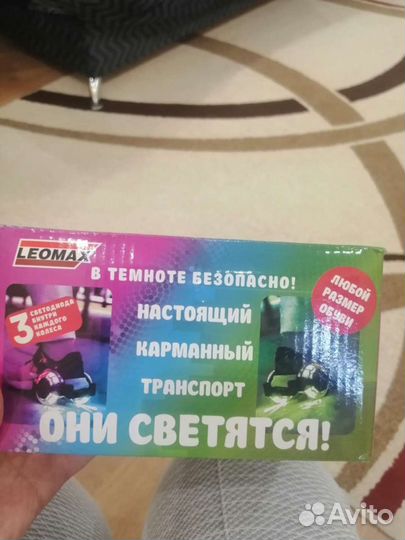 LEOMAX
В ТЕМНОТЕ БЕЗОПАСНО!
3 СВЕТОДИОДА
ВНУТРИ
КАЖДОГО
КОЛЕСА
НАСТОЯЩИЙ
КАРМАННЫЙ
ТРАНСПОРТ
ЛЮБОЙ
РАЗМЕР
ОБУВИ
ОНИ СВЕТЯТСЯ!
Avito